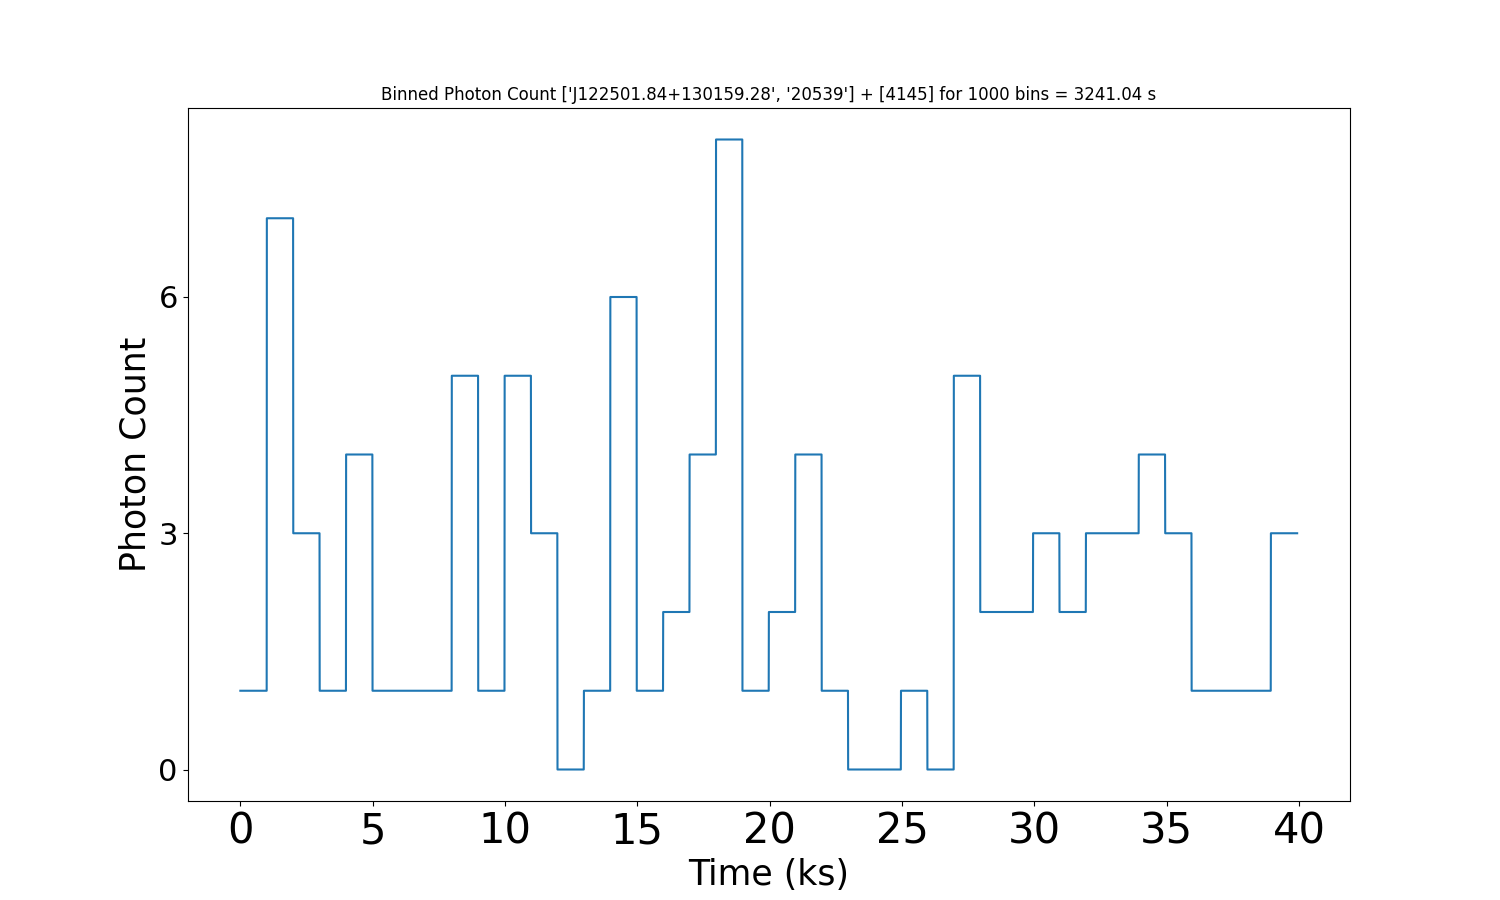 Binned Photon Count ['J122501.84+130159.28', '20539'] + [4145] for 1000 bins = 3241.04 s
Photon Count
6
3
0
0 5 10 15 20 25 30 35 40
Time (ks)